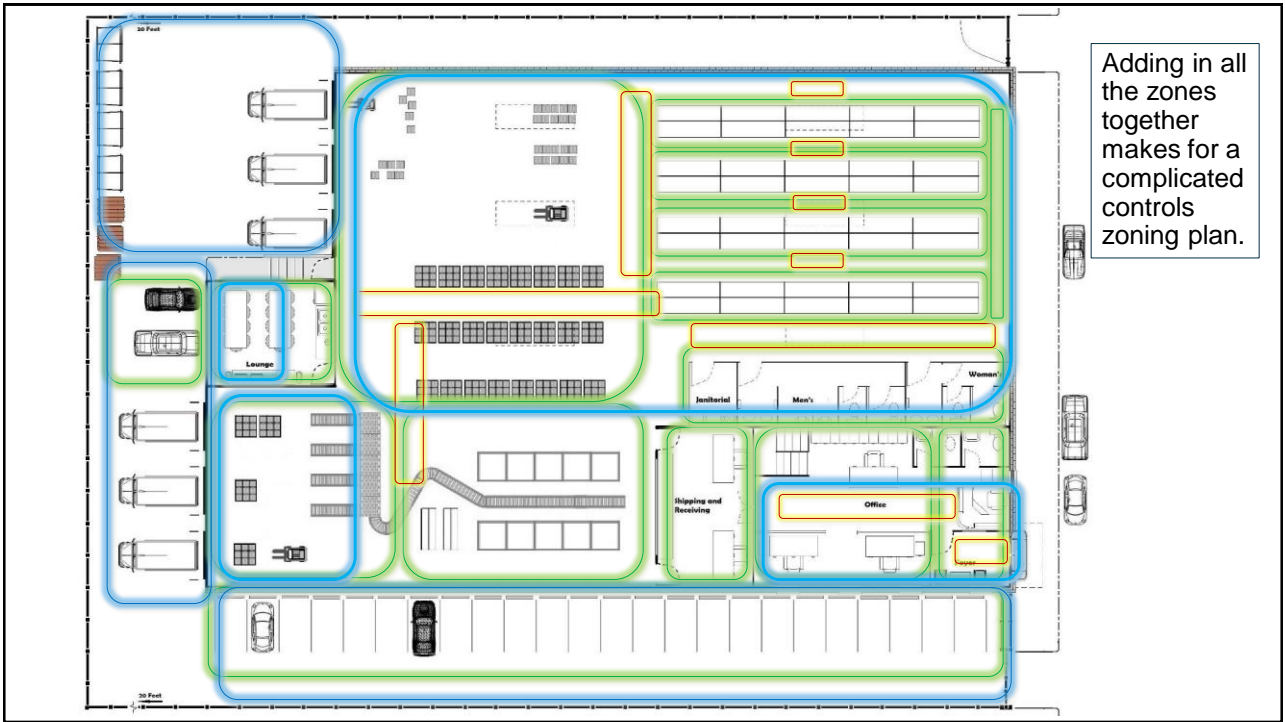 20 Feet
Adding in all
the zones
together
makes for a
complicated
controls
zoning plan.
Lounge
Woman's
Janitorial
Men's
Shipping and
Receiving
Office
20 Feet